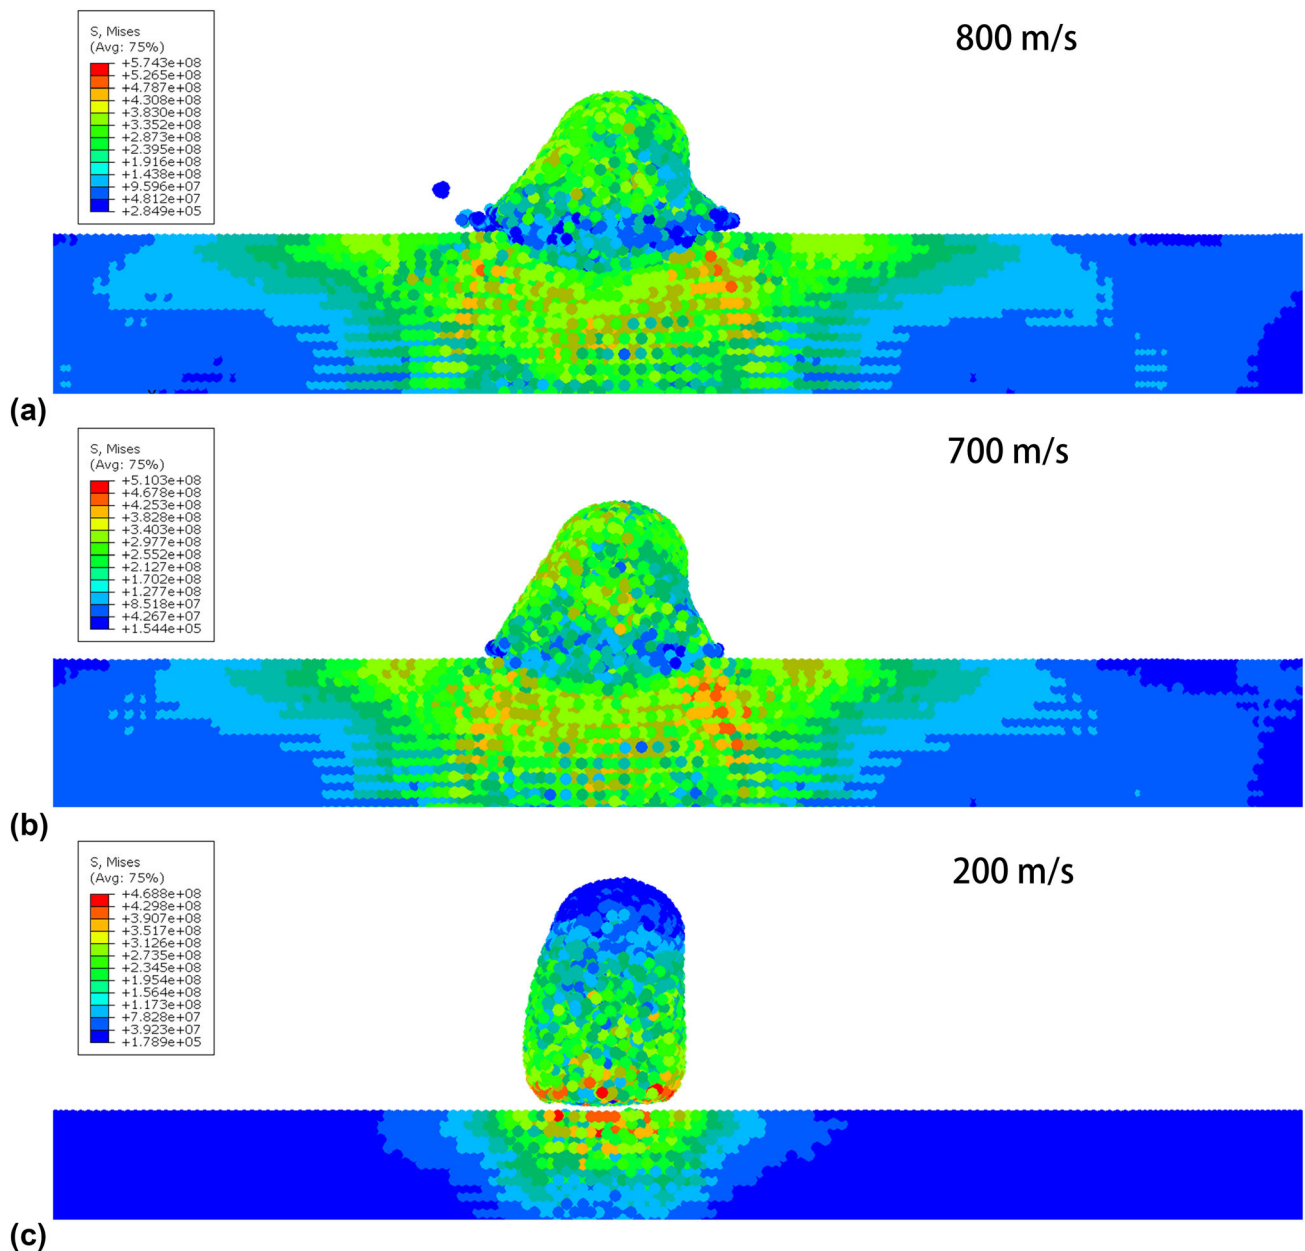 S, Mises
(Avg: 75%)
+5.743e+08
+5.265e+08
+4.787e+08
+4.308e+08
+3.830e+08
+3.352e+08
+2.873e+08
+2.395e+08
+1.916e+08
+1.438e+08
+9.596e+07
+4.812e+07
+2.849e+05
800 m/s
(a)
S, Mises
(Avg: 75%)
+5.103e+08
+4.678e+08
+4.253e+08
+3.828e+08
+3.403e+08
+2.977e+08
+2.552e+08
+2.127e+08
+1.702e+08
+1.277e+08
+8.518e+07
+4.267e+07
+1.544e+05
700 m/s
(b)
S, Mises
(Avg: 75%)
+4.688e+08
+4.298e+08
+3.907e+08
+3.517e+08
+3.126e+08
+2.735e+08
+2.345e+08
+1.954e+08
+1.564e+08
+1.173e+08
+7.828e+07
+3.923e+07
+1.789e+05
200 m/s
(c)